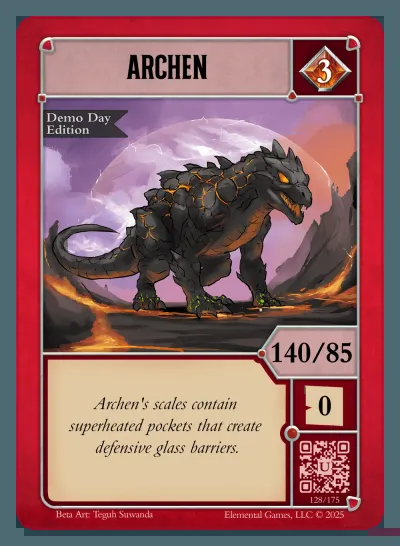 ARCHEN
3
Demo Day
Edition
140/85
Archen's scales contain
superheated pockets that create
defensive glass barriers.
0
U
128/175
Beta Art: Teguh Suwanda
Elemental Games, LLC © 2025